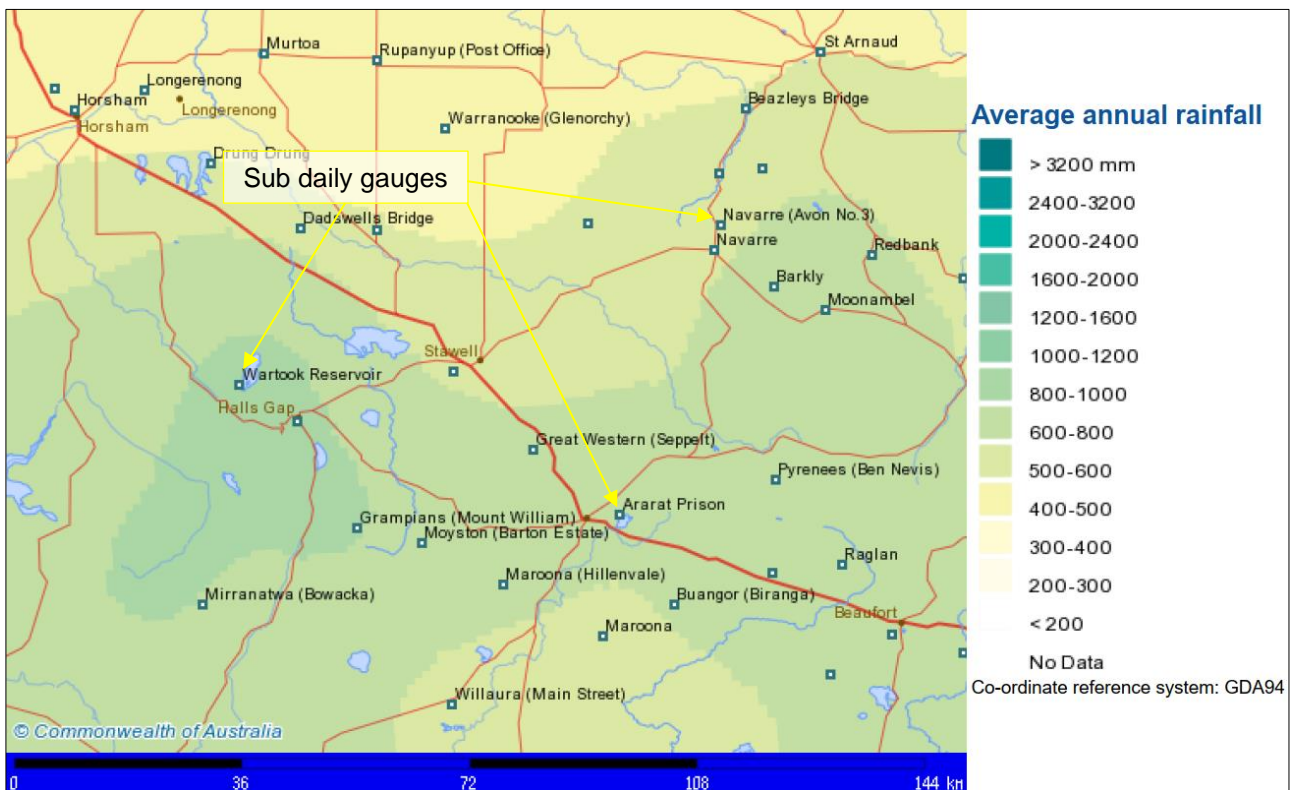 Murtoa
Rupanyup (Post Office)
St Arnaud
Longerenong
Longerenong
Horsham
Horsham
Beazleys Bridge
Warranooke (Glenorchy)
Drung Drung
Sub daily gauges
Dadswells Bridge
Navarre (Avon No.3)
Navarre
Redbank
Barkly
Moonambel
Stawell
Wartook Reservoir
Halls Gap
Great Western (Seppelt)
Pyrenees (Ben Nevis)
Ararat Prison
Grampians (Mount William)
Moyston (Barton Estate)
Raglan
Maroona (Hillenvale)
Mirranatwa (Bowacka)
Buangor (Biranga)
Beaufort
Maroona
Willaura (Main Street)
© Commonwealth of Australia
0 36 72 108 144 km
Average annual rainfall
> 3200 mm
2400-3200
2000-2400
1600-2000
1200-1600
1000-1200
800-1000
600-800
500-600
400-500
300-400
200-300
< 200
No Data
Co-ordinate reference system: GDA94